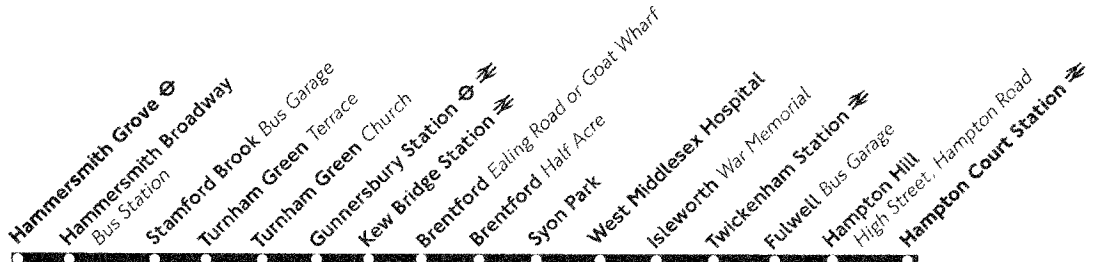 Hammersmith Grove
Hammersmith Broadway
Bus Station
Stamford Brook Bus Garage
Turnham Green Terrace
Turnham Green Church
Gunnersbury Station
Kew Bridge Station
Brentford Ealing Road or Goat Wharf
Brentford Half Acre
Syon Park
West Middlesex Hospital
Isleworth War Memorial
Twickenham Station
Fulwell Bus Garage
Hampton Hill
High Street, Hampton Road
Hampton Court Station